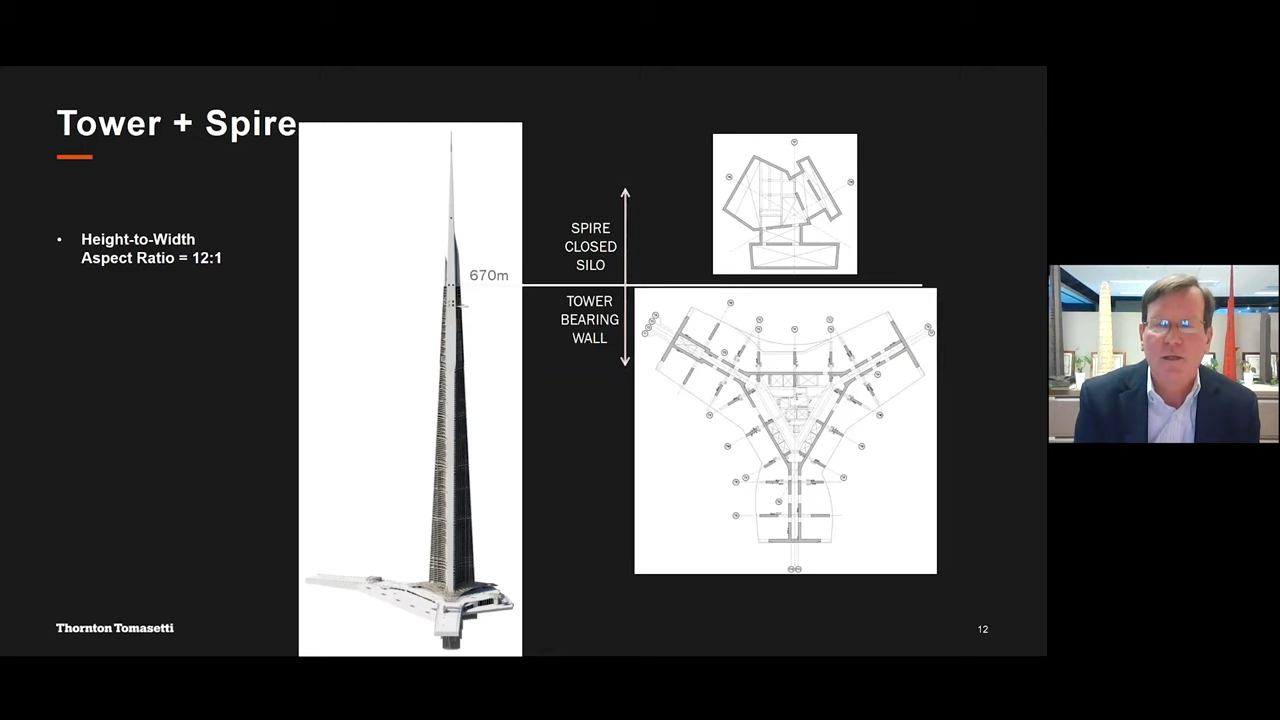 Tower + Spire
• Height-to-Width
Aspect Ratio = 12:1
670m
SPIRE
CLOSED
SILO
TOWER
BEARING
WALL
Thornton Tomasetti
12